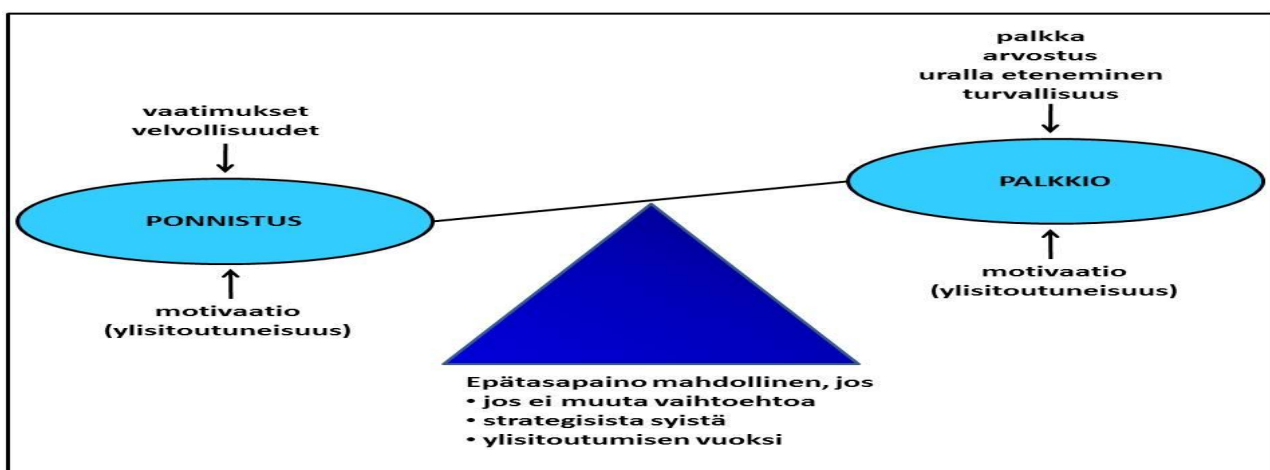 vaatimukset
velvollisuudet
PONNISTUS
motivaatio
(ylisitoutuneisuus)
palkka
arvostus
uralla eteneminen
turvallisuus
PALKKIO
motivaatio
(ylisitoutuneisuus)
Epätasapaino mahdollinen, jos
• jos ei muuta vaihtoehtoa
• strategisista syistä
• ylisitoutumisen vuoksi